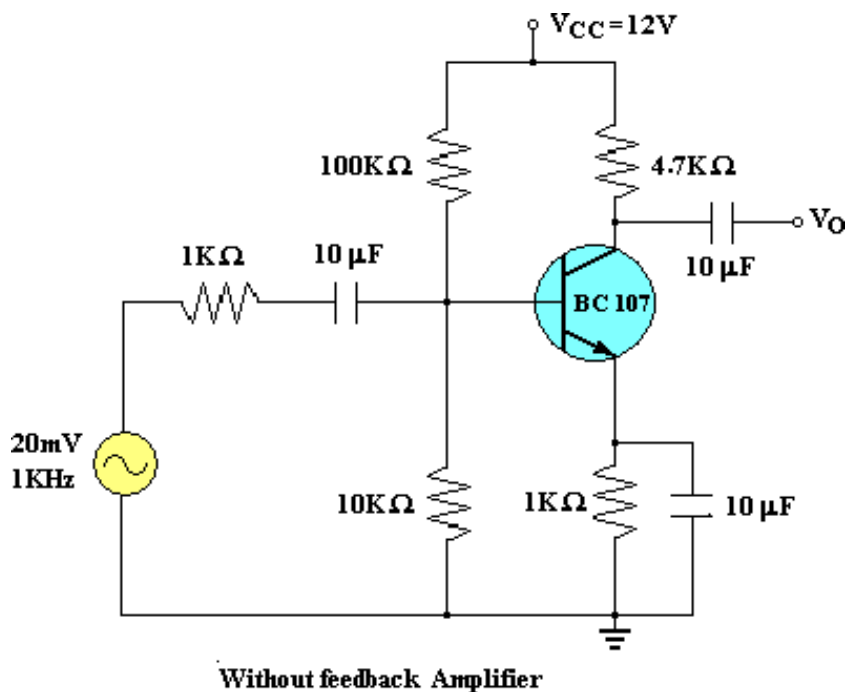 VCC=12V
100KΩ
4.7KΩ
VO
1KΩ
10 μF
10 μF
BC 107
20mV
1KHz
10KΩ
1KΩ
10 μF
Without feedback Amplifier